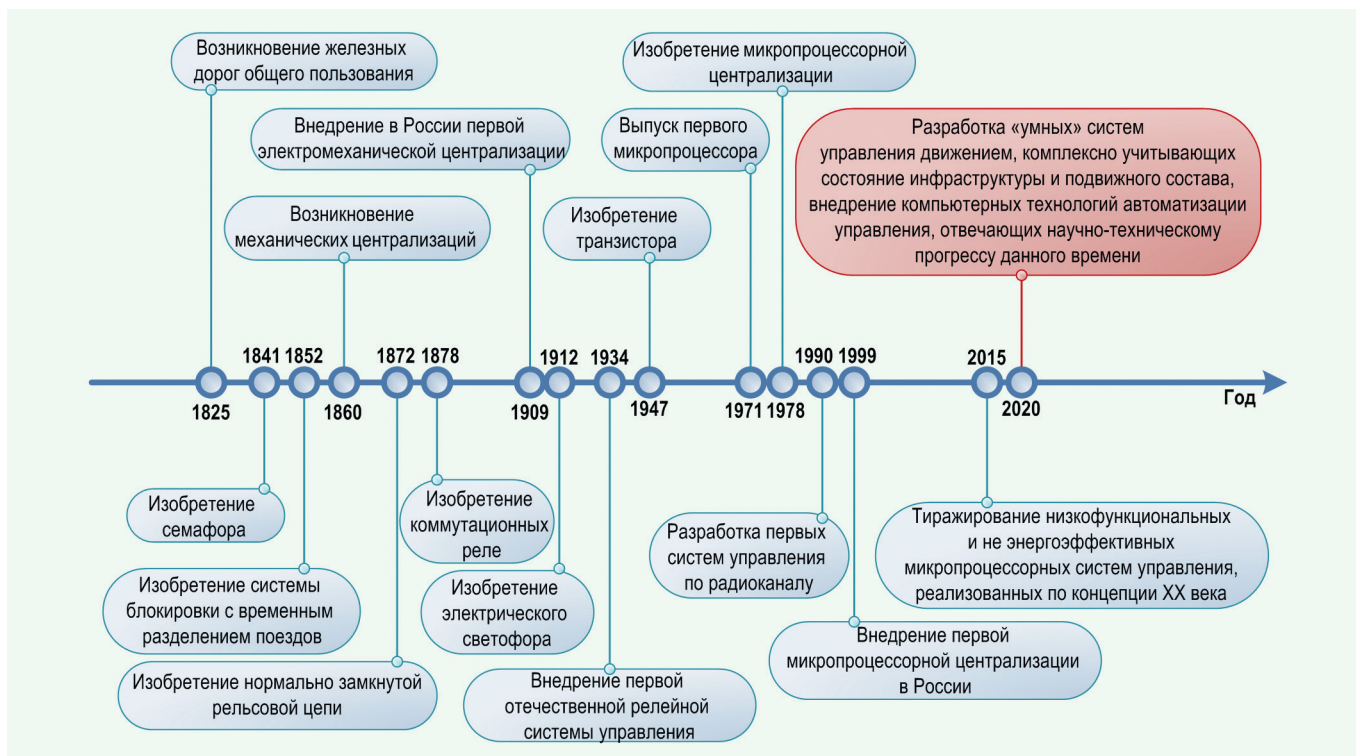 Возникновение железных
дорог общего пользования
Изобретение микропроцессорной
централизации
Внедрение в России первой
электромеханической централизации
Выпуск первого
микропроцессора
Разработка «умных» систем
управления движением, комплексно учитывающих
состояние инфраструктуры и подвижного состава,
внедрение компьютерных технологий автоматизации
управления, отвечающих научно-техническому
прогрессу данного времени
Возникновение
механических централизаций
Изобретение
транзистора
1841 1852 1872 1878 1912 1934 1990 1999 2015
1825 1860 1909 1947 1971 1978 2020
Год
Изобретение
семафора
Изобретение
коммутационных
реле
Разработка первых
систем управления
по радиоканалу
Тиражирование низкофункциональных
и не энергоэффективных
микропроцессорных систем управления,
реализованных по концепции XX века
Изобретение системы
блокировки с временным
разделением поездов
Изобретение
электрического
светофора
Внедрение первой
микропроцессорной централизации
в России
Изобретение нормально замкнутой
рельсовой цепи
Внедрение первой
отечественной релейной
системы управления